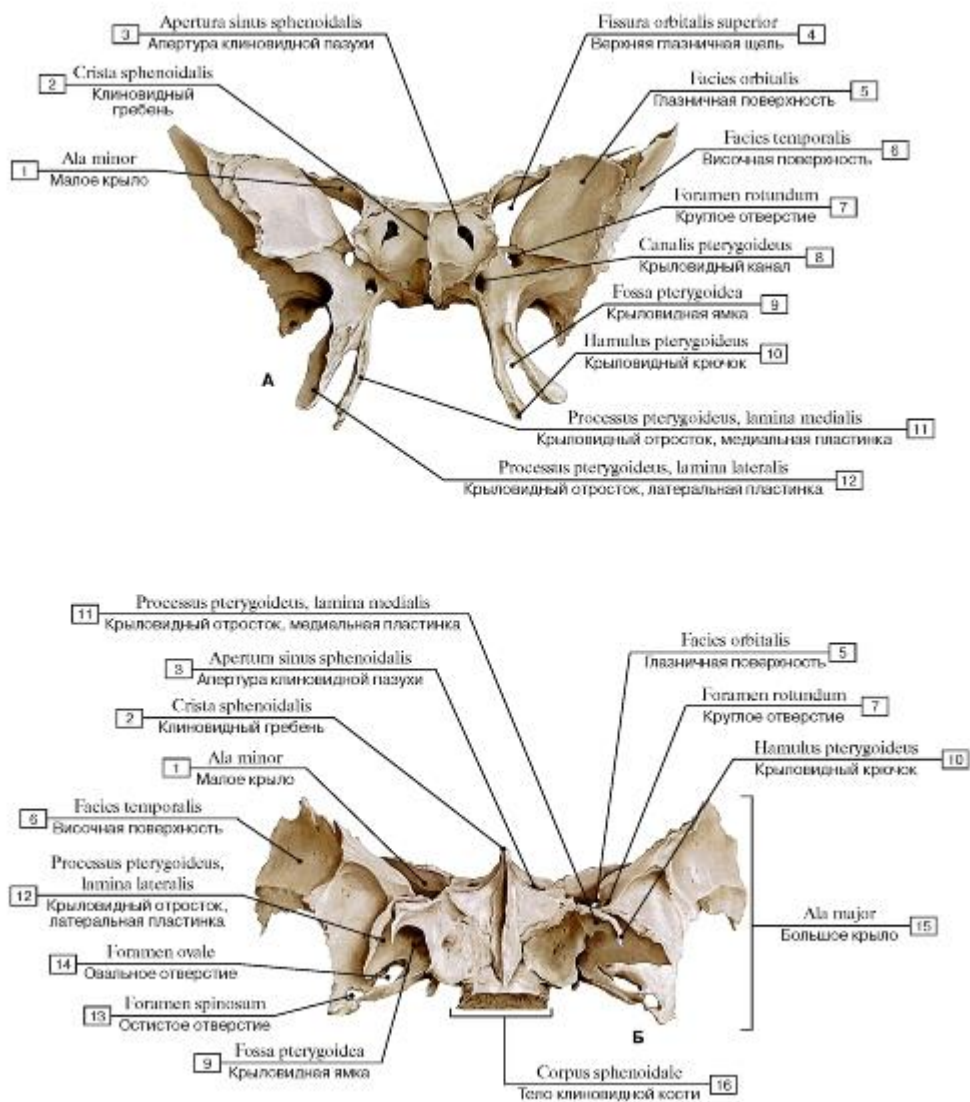 3 Apertura sinus sphenoidalis
Апертура клиновидной пазухи
Fissura orbitalis superior 4
Верхняя глазничная щель
2 Crista sphenoidalis
Клиновидный
гребень
Facies orbitalis 5
Глазничная поверхность
1 Ala minor
Малое крыло
Facies temporalis 6
Височная поверхность
Foramen rotundum 7
Круглое отверстие
Canalis pterygoideus 8
Крыловидный канал
Fossa pterygoidea 9
Крыловидная ямка
Hamulus pterygoideus 10
Крыловидный крючок
А
Processus pterygoideus, lamina medialis 11
Крыловидный отросток, медиальная пластинка
Processus pterygoideus, lamina lateralis 12
Крыловидный отросток, латеральная пластинка
11 Processus pterygoideus, lamina medialis
Крыловидный отросток, медиальная пластинка
Facies orbitalis 5
Глазничная поверхность
3 Apertura sinus sphenoidalis
Апертура клиновидной пазухи
Foramen rotundum 7
Круглое отверстие
2 Crista sphenoidalis
Клиновидный гребень
Hamulus pterygoideus 10
Крыловидный крючок
1 Ala minor
Малое крыло
6 Facies temporalis
Височная поверхность
Processus pterygoideus,
12 lamina lateralis
Крыловидный отросток,
латеральная пластинка
Ala major 15
Большое крыло
14 Foramen ovale
Овальное отверстие
13 Foramen spinosum
Остистое отверстие
Б
9 Fossa pterygoidea
Крыловидная ямка
Corpus sphenoidale 16
Тело клиновидной кости